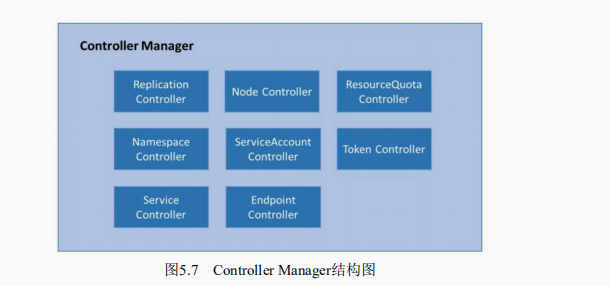 Controller Manager
Replication
Controller
Node Controller
ResourceQuota
Controller
Namespace
Controller
ServiceAccount
Controller
Token Controller
Service
Controller
Endpoint
Controller
图5.7 Controller Manager结构图